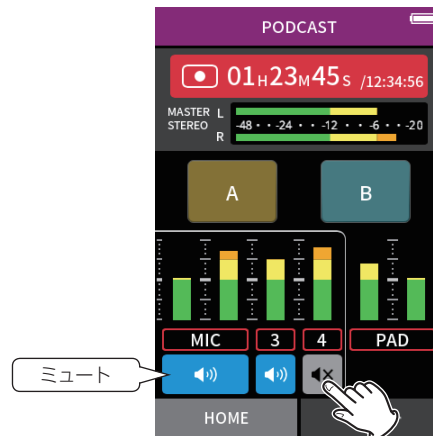 PODCAST
01H23M45S /12:34:56
MASTER STEREO L R
-48 · · -24 · · -12 · · -6 · · -20
A B
MIC 3 4 PAD
ミュート
HOME